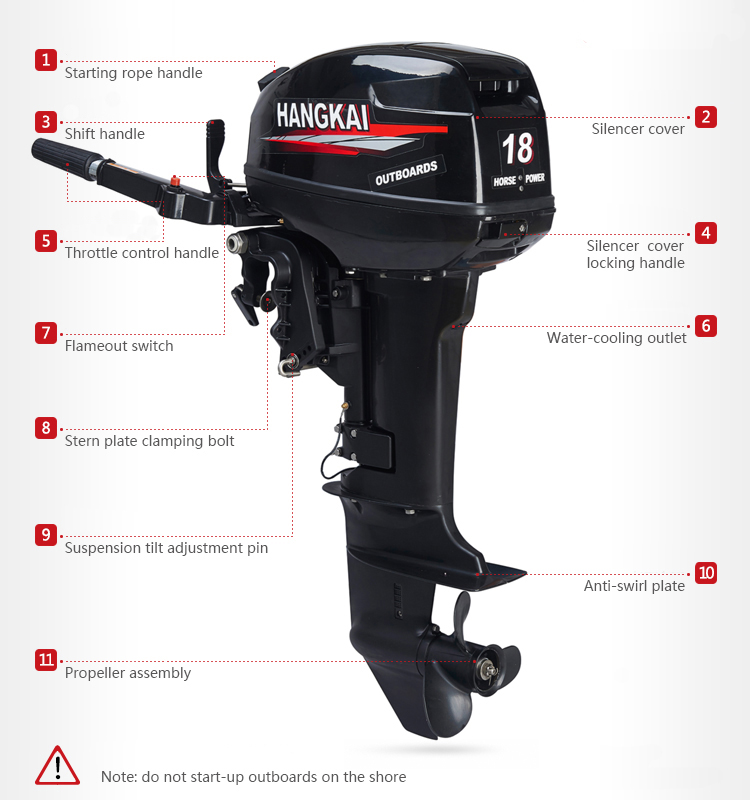 1
Starting rope handle
2
Silencer cover
3
Shift handle
HANGKAI
18
HORSE POWER
OUTBOARDS
4
Silencer cover
locking handle
5
Throttle control handle
6
Water-cooling outlet
7
Flameout switch
8
Stern plate clamping bolt
9
Suspension tilt adjustment pin
10
Anti-swirl plate
11
Propeller assembly
!
Note: do not start-up outboards on the shore